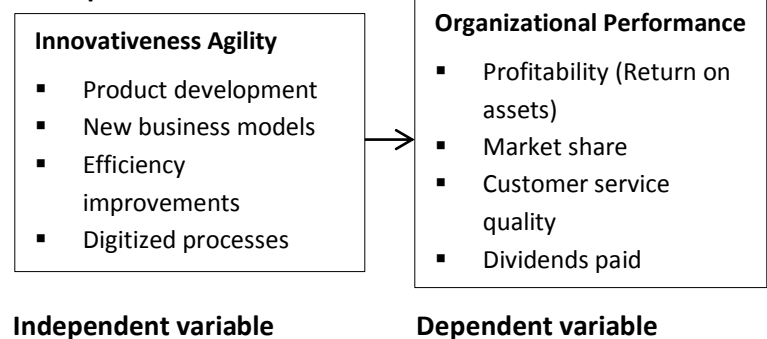 Innovativeness Agility
▪ Product development
▪ New business models
▪ Efficiency
improvements
▪ Digitized processes
Organizational Performance
▪ Profitability (Return on
assets)
▪ Market share
▪ Customer service
quality
▪ Dividends paid
Independent variable
Dependent variable